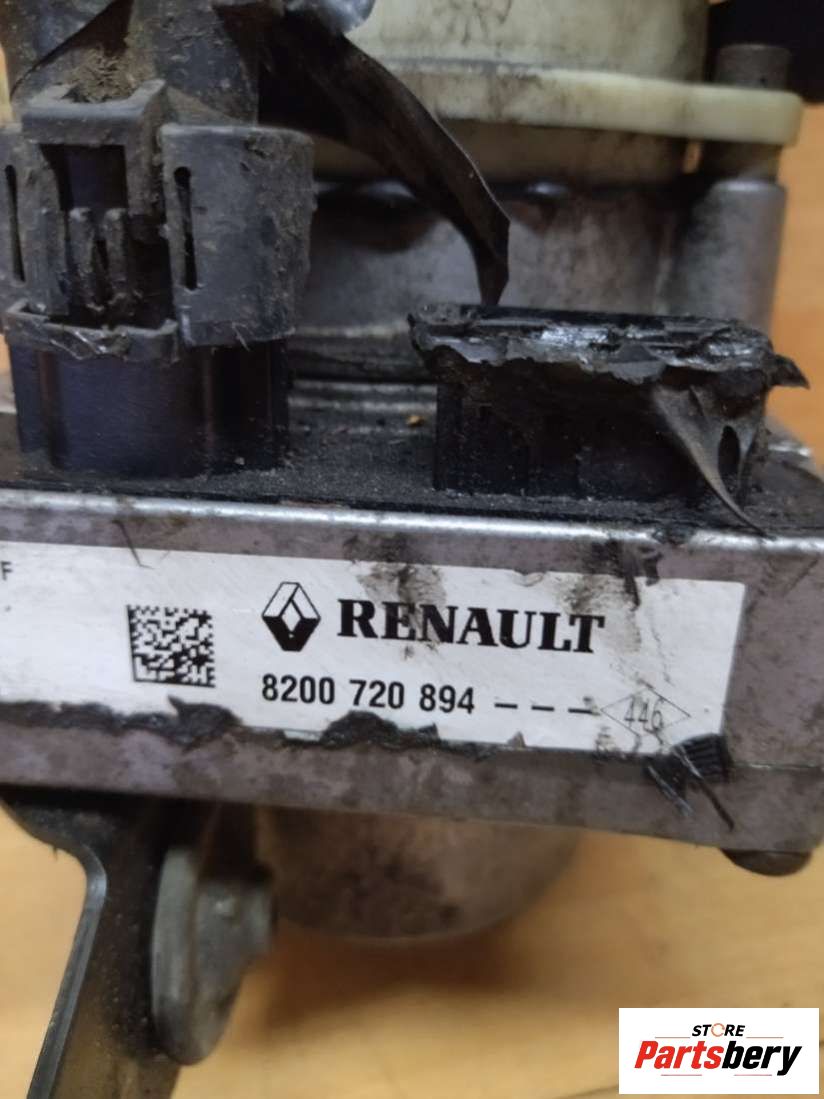 F
RENAULT
8200 720 894 --- 446
STORE
Partsbery